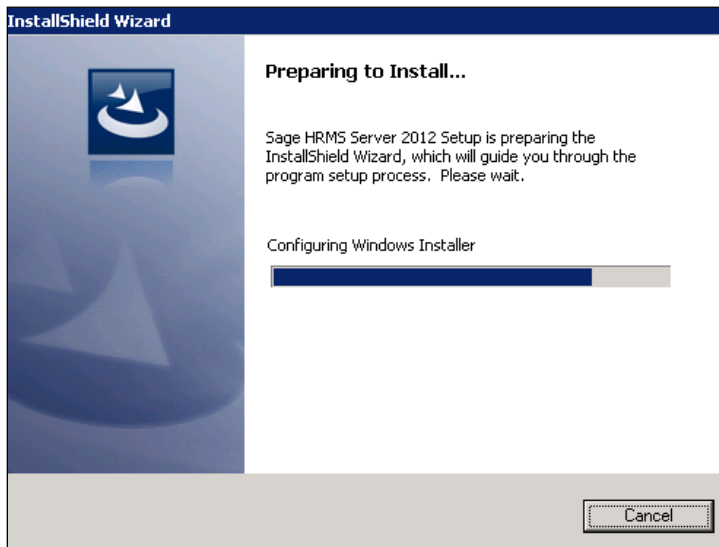 InstallShield Wizard
Preparing to Install...
Sage HRMS Server 2012 Setup is preparing the
InstallShield Wizard, which will guide you through the
program setup process.  Please wait.
Configuring Windows Installer
Cancel